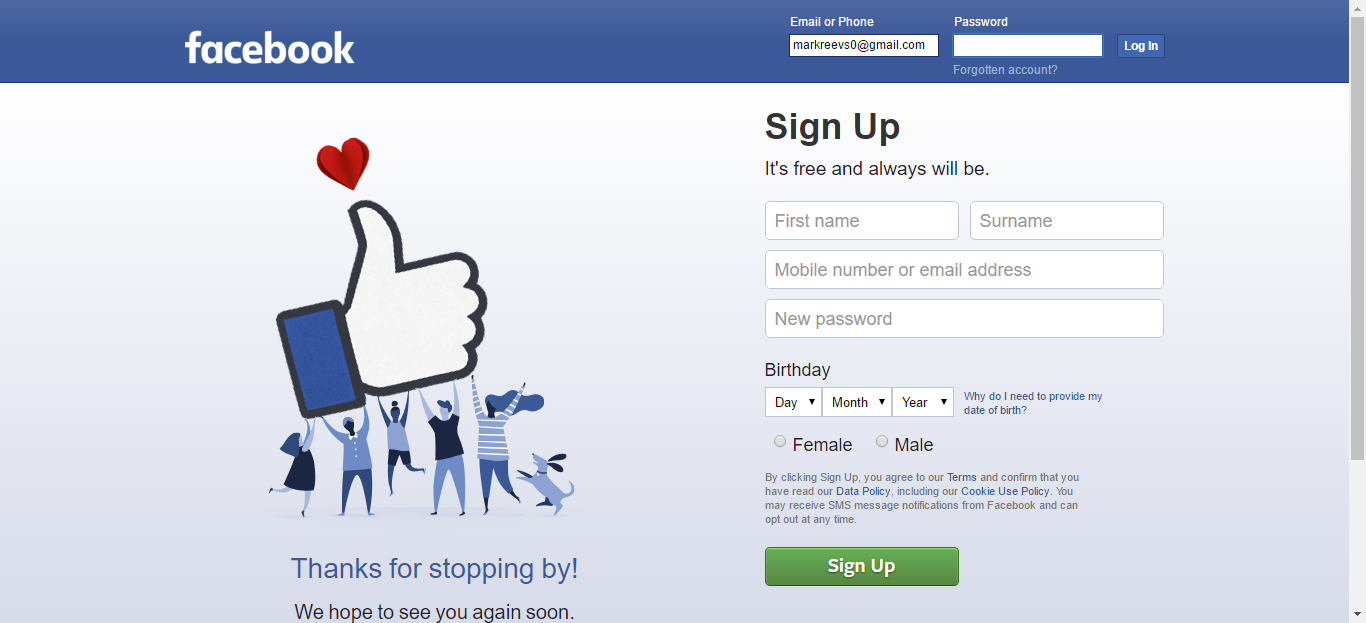 facebook
Email or Phone
Password
markreevs0@gmail.com
Log In
Forgotten account?
Sign Up
It's free and always will be.
First name
Surname
Mobile number or email address
New password
Birthday
Day
Month
Year
Why do I need to provide my
date of birth?
Female
Male
By clicking Sign Up, you agree to our Terms and confirm that you
have read our Data Policy, including our Cookie Use Policy. You
may receive SMS message notifications from Facebook and can
opt out at any time.
Sign Up
Thanks for stopping by!
We hope to see you again soon.